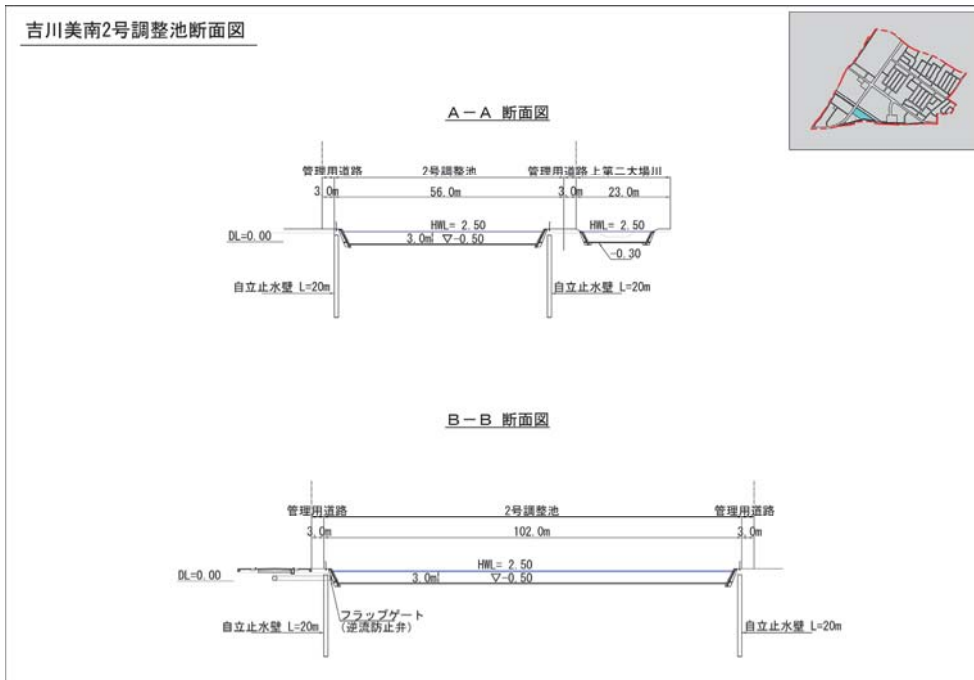 吉川美南2号調整池断面図
A－A 断面図
管理用道路 2号調整池 管理用道路 上第二大場川
3.0m 56.0m 3.0m 23.0m
HWL= 2.50 HWL= 2.50
DL=0.00 3.0m ▽-0.50
-0.30
自立止水壁 L=20m 自立止水壁 L=20m
B－B 断面図
管理用道路 2号調整池 管理用道路
3.0m 102.0m 3.0m
HWL= 2.50
DL=0.00 3.0m ▽-0.50
フラップゲート
(逆流防止弁)
自立止水壁 L=20m 自立止水壁 L=20m